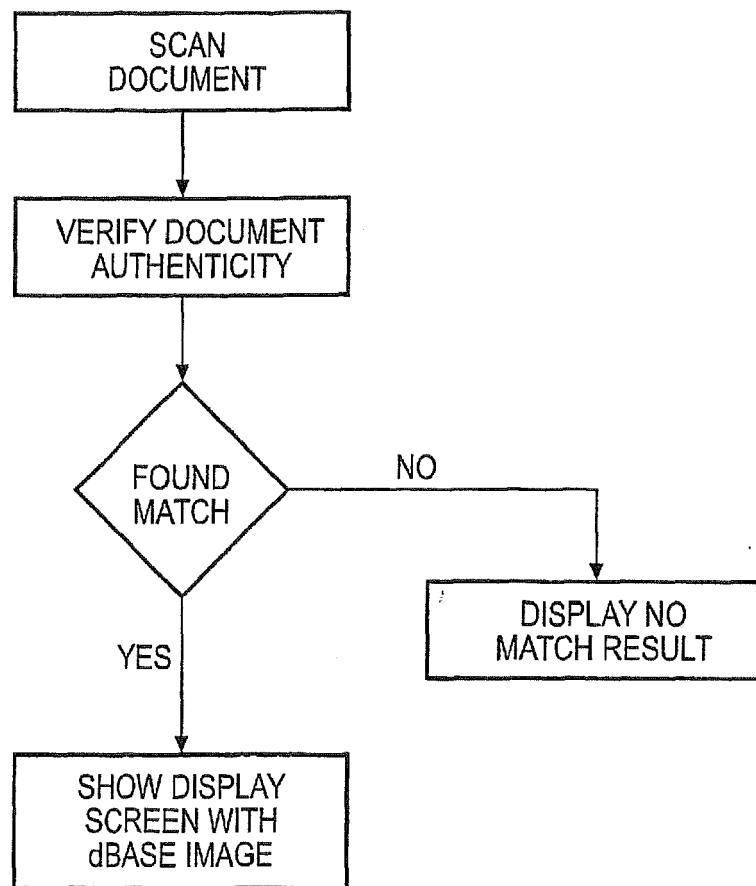 SCAN
DOCUMENT
VERIFY DOCUMENT
AUTHENTICITY
FOUND
MATCH
NO
DISPLAY NO
MATCH RESULT
YES
SHOW DISPLAY
SCREEN WITH
dBASE IMAGE